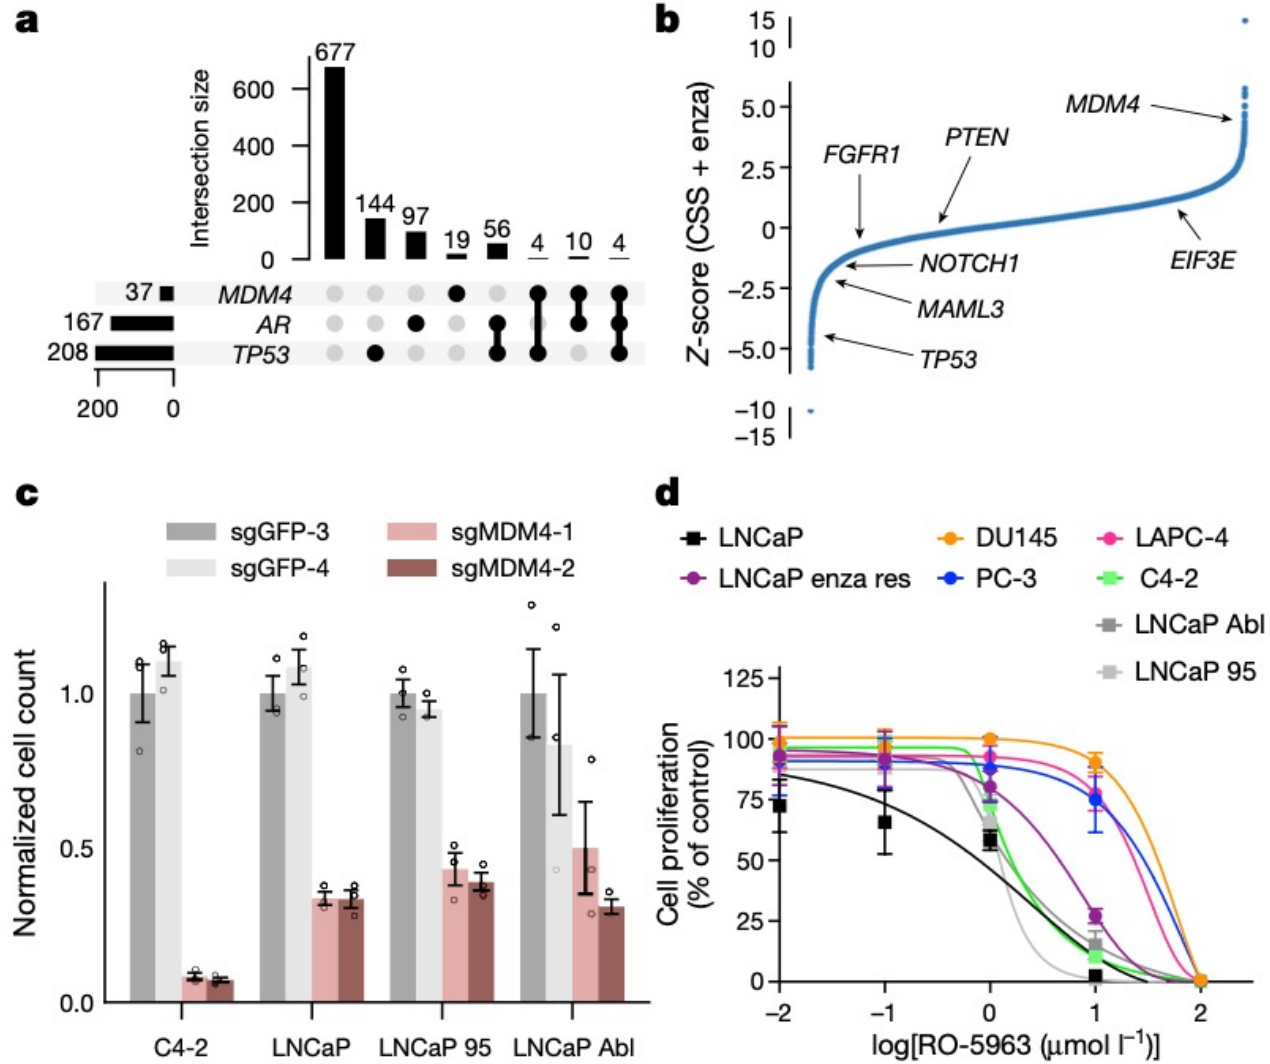 a
677
Intersection size
600
400
200
0
144
97
19
56
4
10
4
37
MDM4
167
AR
208
TP53
200
0
b
15
10
Z-score (CSS + enza)
5.0
2.5
0
−2.5
−5.0
−10
−15
MDM4
PTEN
FGFR1
EIF3E
NOTCH1
MAML3
TP53
c
sgGFP-3
sgMDM4-1
sgGFP-4
sgMDM4-2
Normalized cell count
1.0
0.5
0.0
C4-2
LNCaP
LNCaP 95
LNCaP Abl
d
LNCaP
DU145
LAPC-4
LNCaP enza res
PC-3
C4-2
LNCaP Abl
LNCaP 95
Cell proliferation
(% of control)
125
100
75
50
25
0
−2
−1
0
1
2
log[RO-5963 (μmol l⁻¹)]